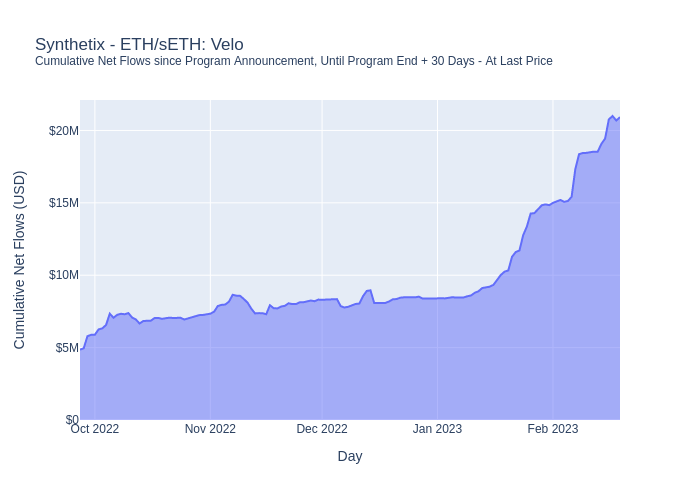 Synthetix - ETH/sETH: Velo
Cumulative Net Flows since Program Announcement, Until Program End + 30 Days - At Last Price
Cumulative Net Flows (USD)
$20M
$15M
$10M
$5M
$0
Oct 2022 Nov 2022 Dec 2022 Jan 2023 Feb 2023
Day